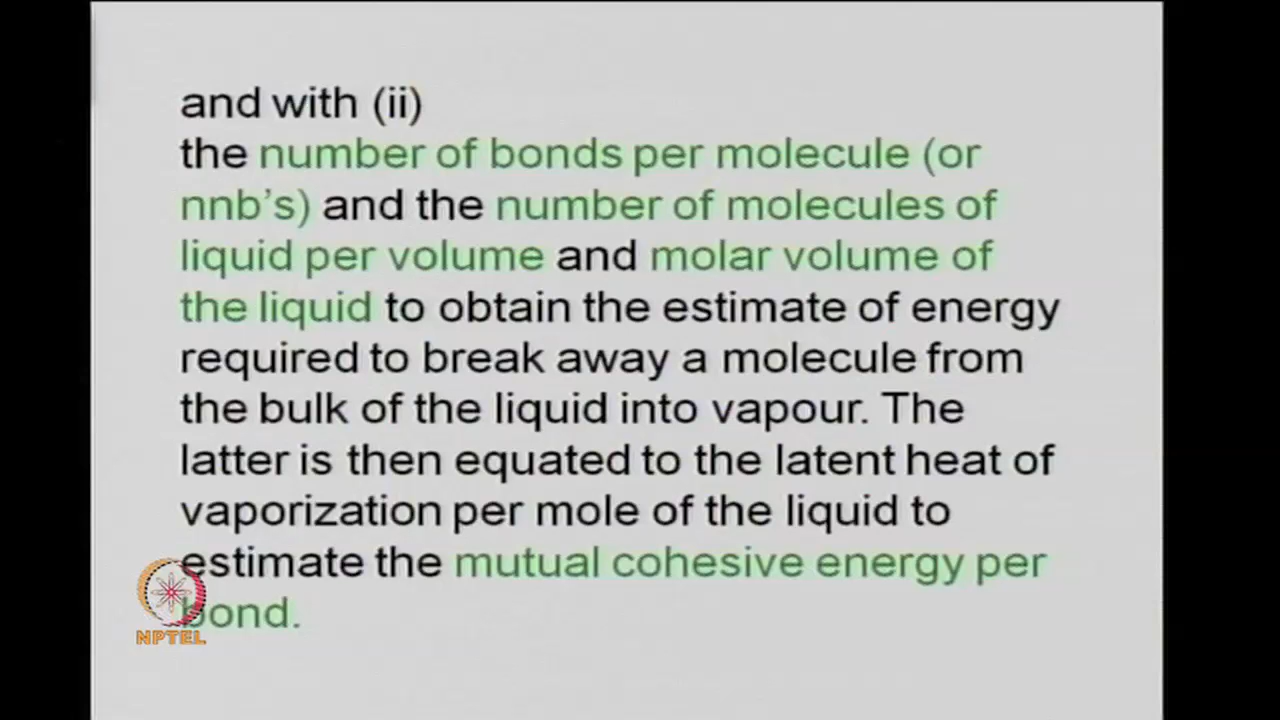 and with (ii)
the number of bonds per molecule (or
nnb's) and the number of molecules of
liquid per volume and molar volume of
the liquid to obtain the estimate of energy
required to break away a molecule from
the bulk of the liquid into vapour. The
latter is then equated to the latent heat of
vaporization per mole of the liquid to
estimate the mutual cohesive energy per
bond.
NPTEL